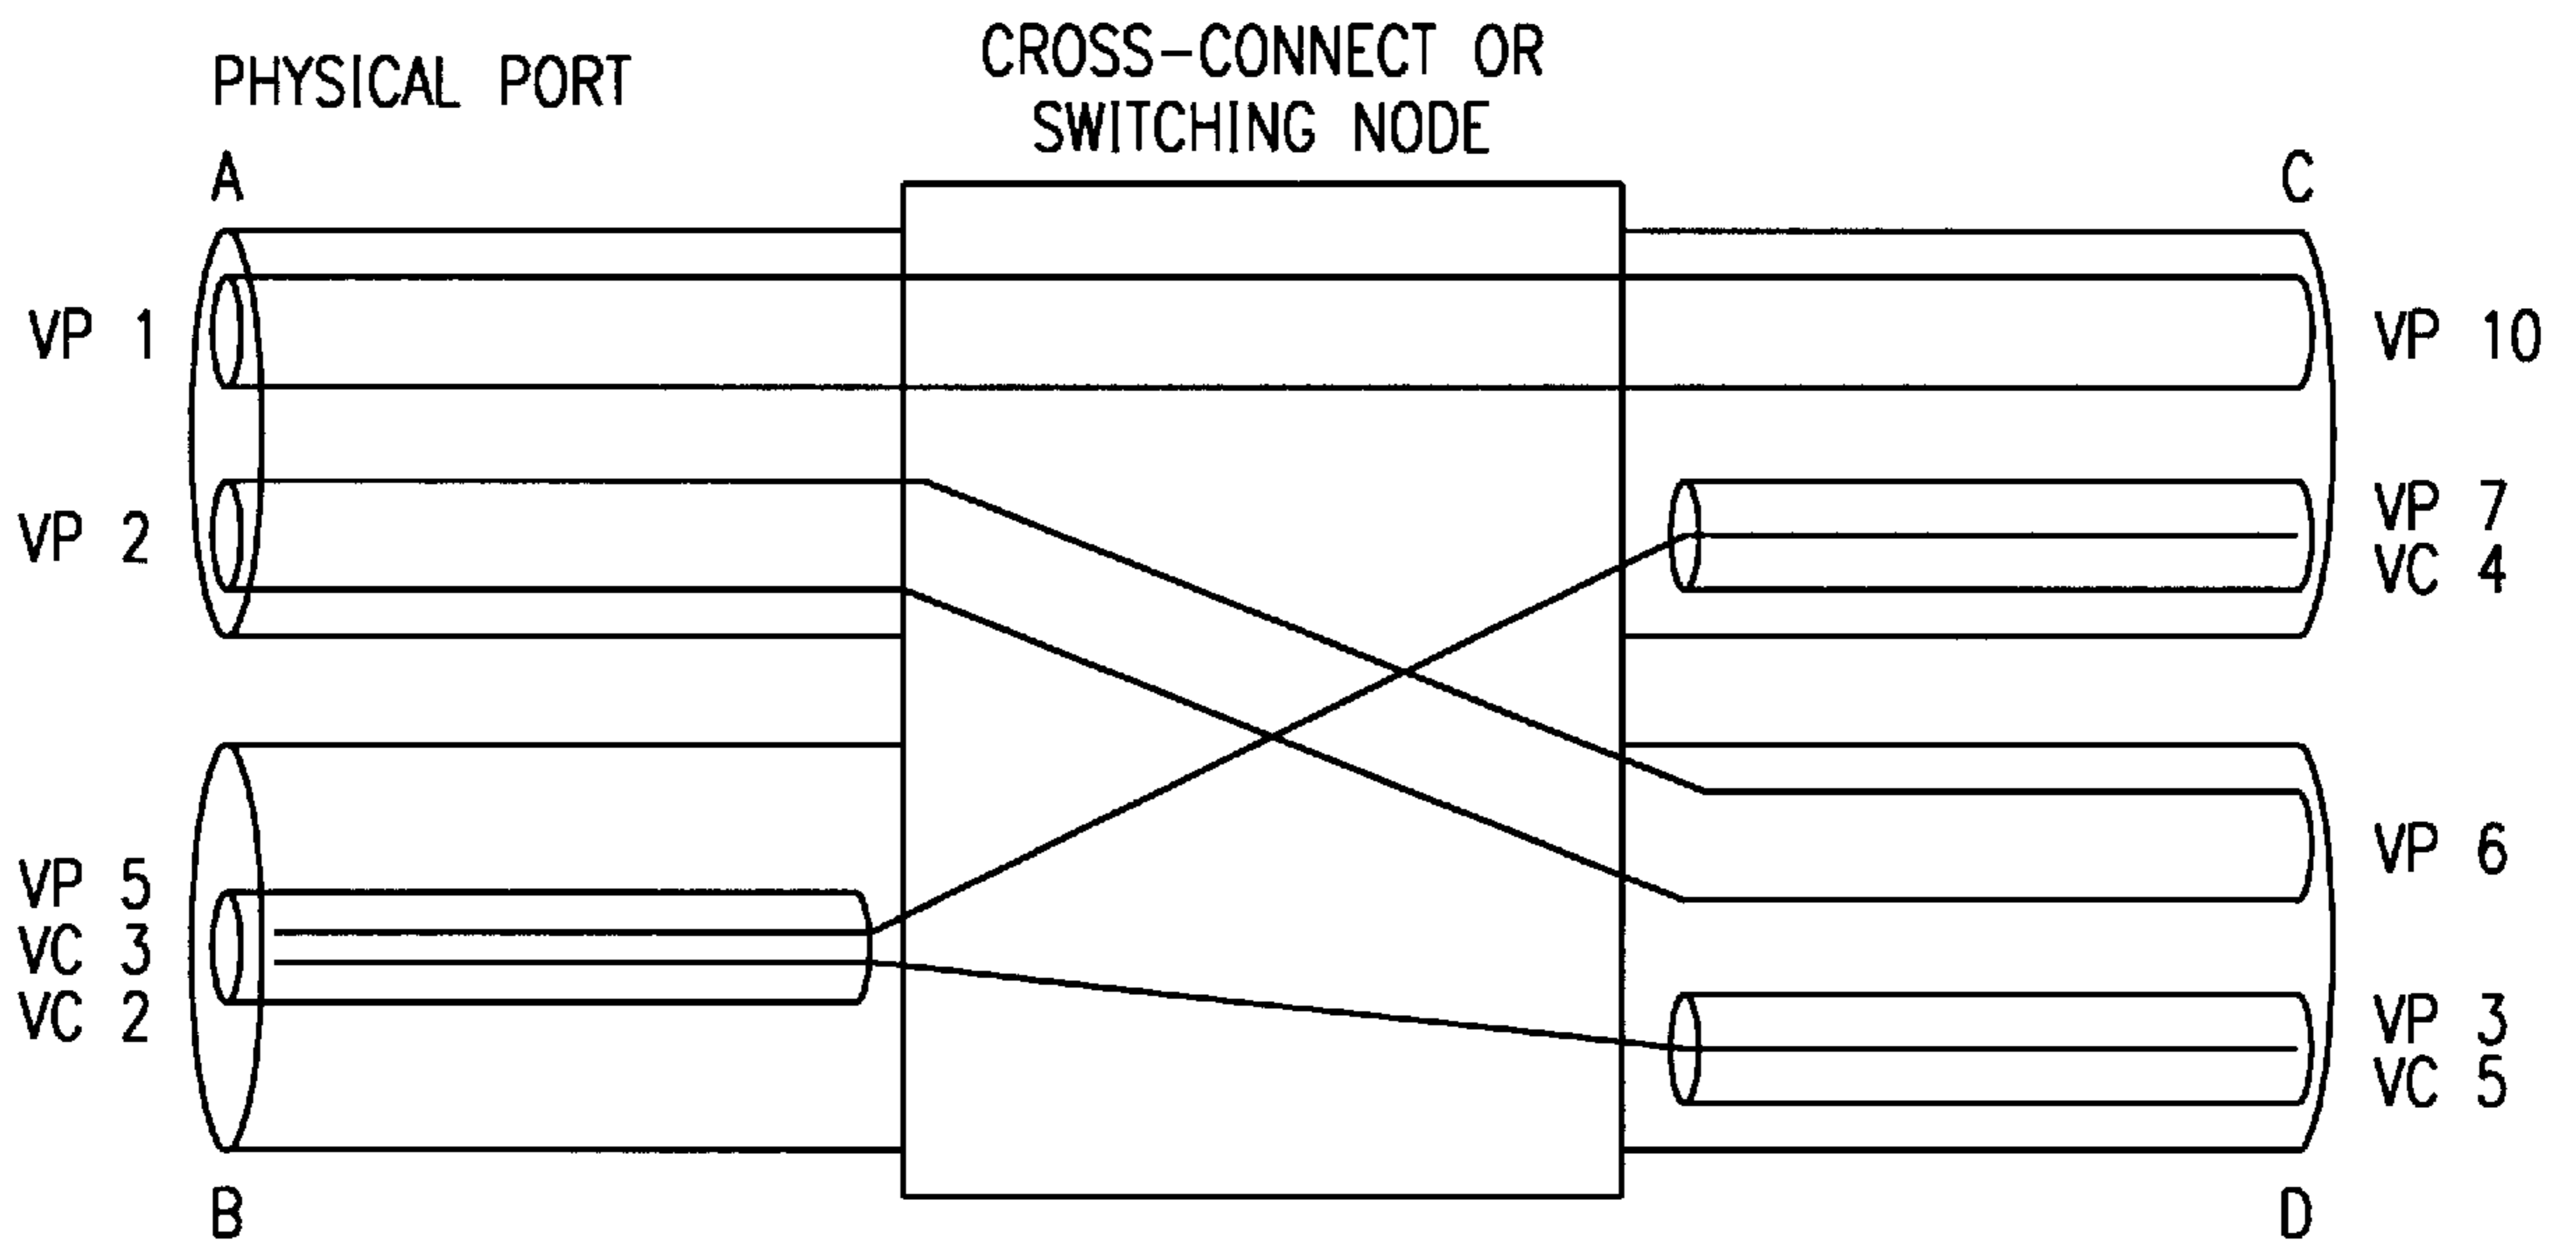 PHYSICAL PORT
CROSS-CONNECT OR
SWITCHING NODE
A
C
VP 1
VP 10
VP 2
VP 7
VC 4
VP 5
VC 3
VC 2
VP 6
VP 3
VC 5
B
D